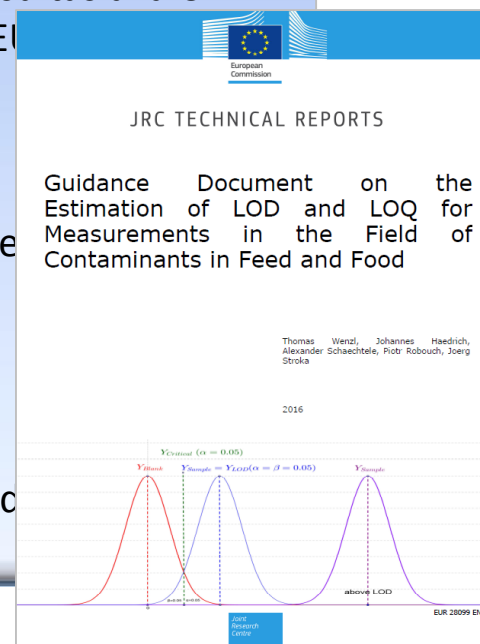 European
Commission
JRC TECHNICAL REPORTS
Guidance Document on the
Estimation of LOD and LOQ for
Measurements in the Field of
Contaminants in Feed and Food
Thomas Wenzl, Johannes Haedrich,
Alexander Schaechtele, Piotr Robouch, Joerg
Stroka
2016
Y_Critical (α = 0.05)
Y_Blank Y_Sample = Y_LOD(α = β = 0.05) Y_Sample
above LOD
0
EUR 28099 EN
Joint
Research
Centre